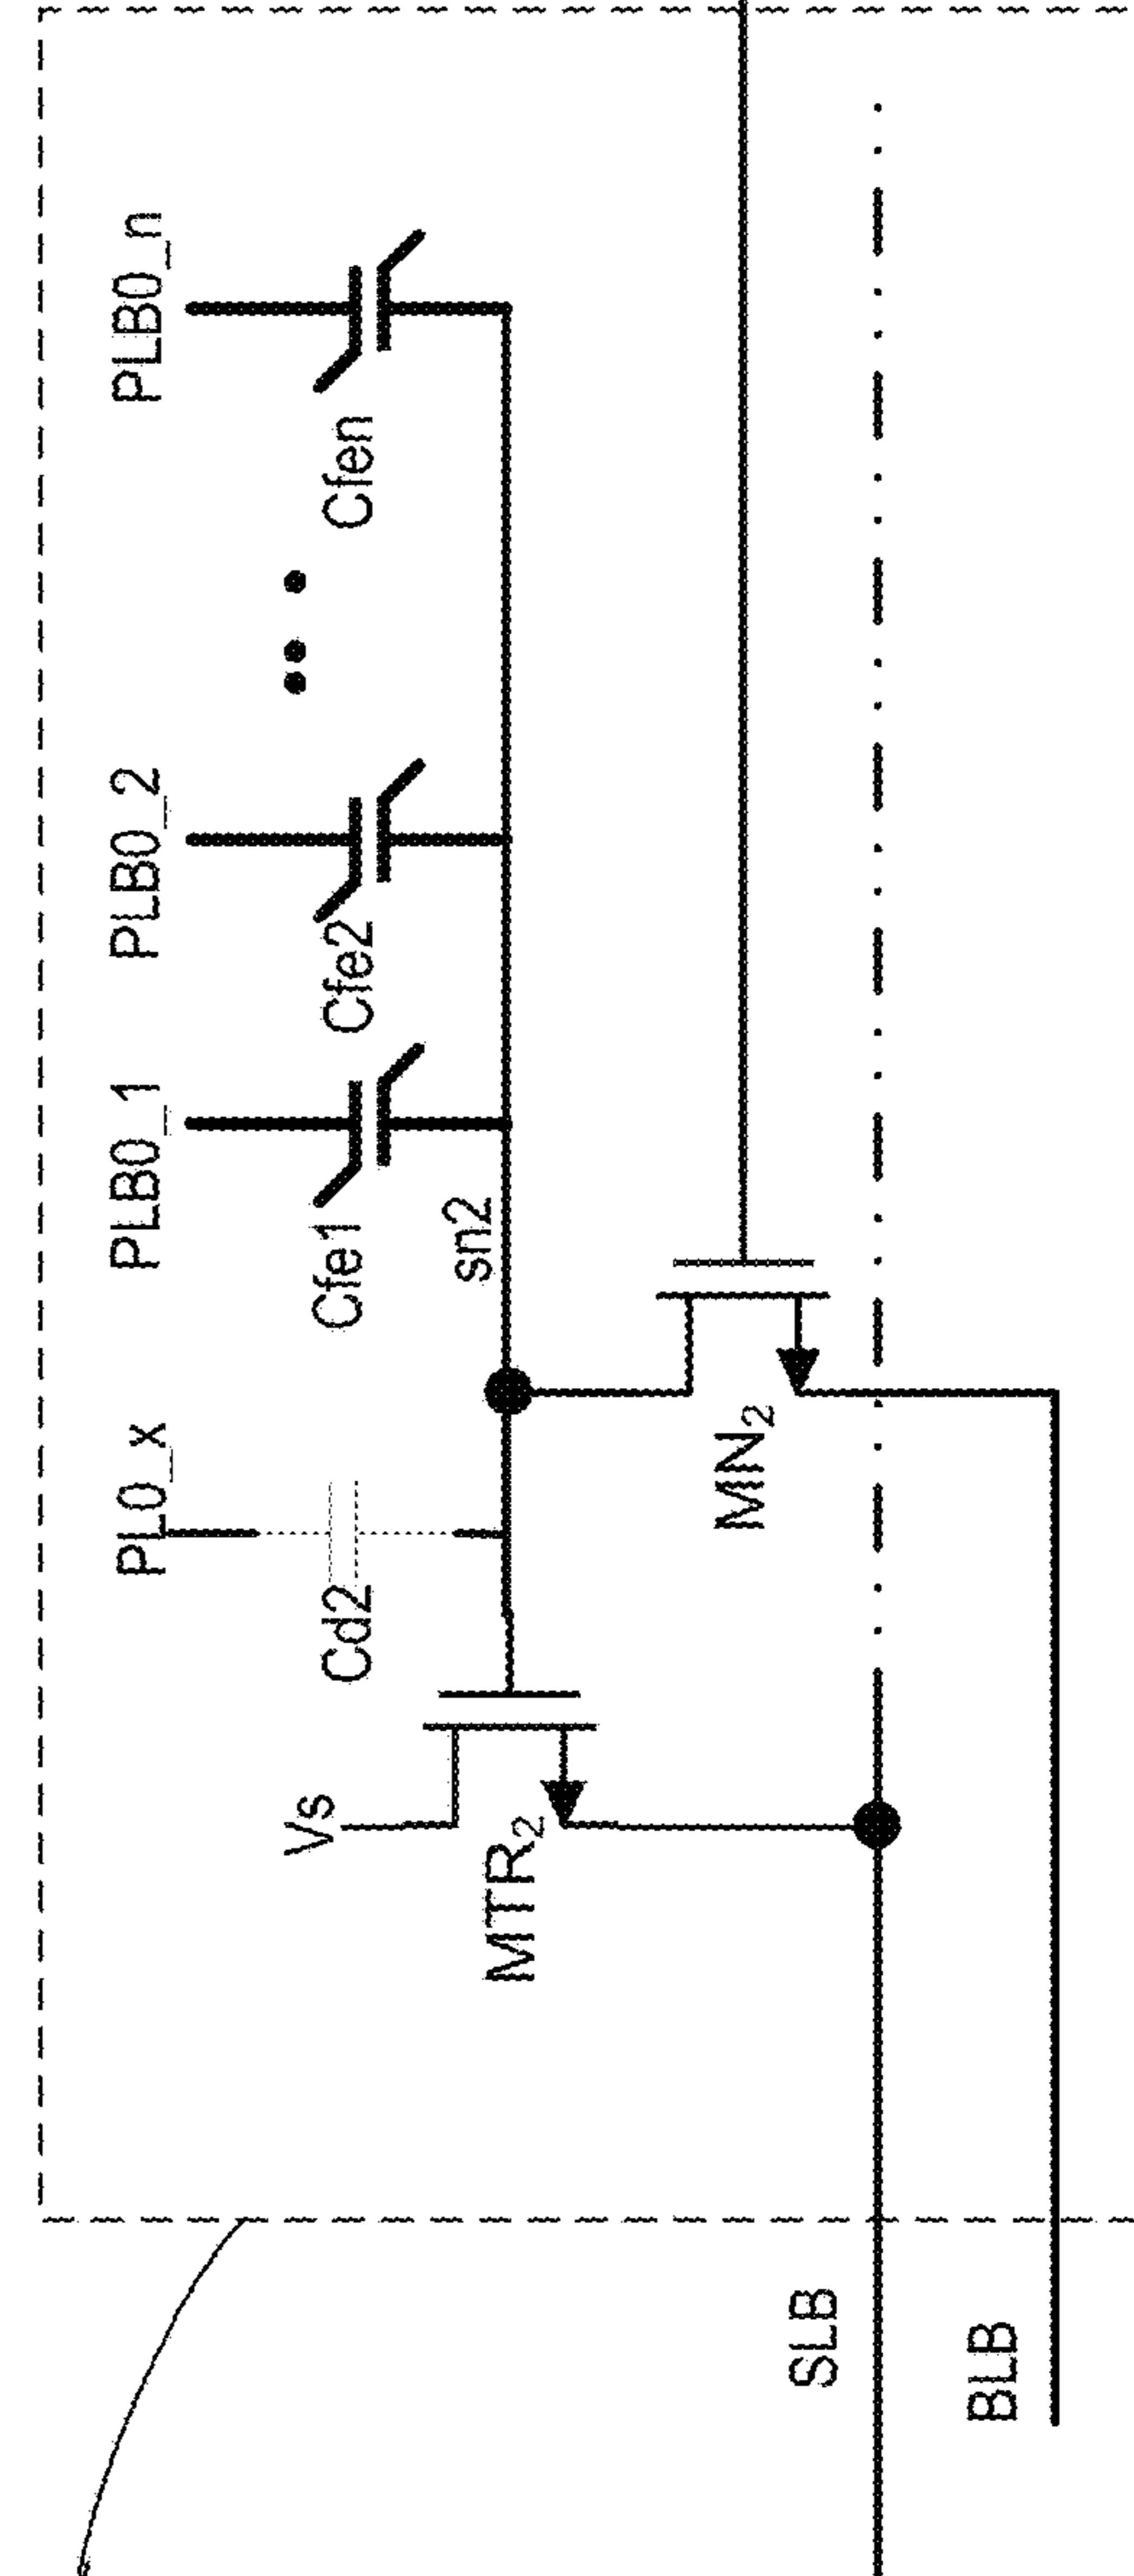 PL0_x
PLB0_1
PLB0_2
PLB0_n
Vs
Cd2
Cfe1
Cfe2
Cfen
sn2
MTR2
MN2
SLB
BLB